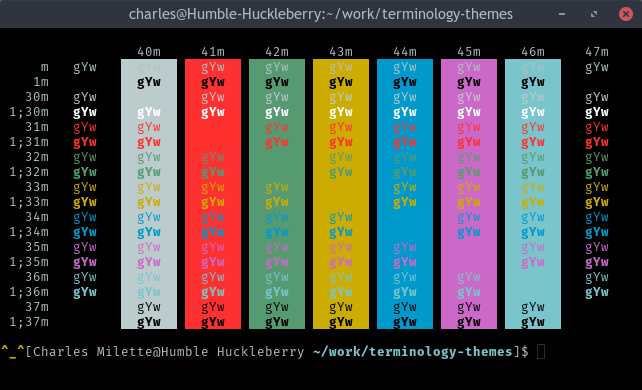 charles@Humble-Huckleberry:~/work/terminology-themes
40m 41m 42m 43m 44m 45m 46m 47m
m gYw gYw gYw gYw gYw gYw gYw gYw gYw
1m gYw gYw gYw gYw gYw gYw gYw
30m gYw gYw gYw gYw gYw gYw gYw gYw
1;30m gYw gYw gYw gYw gYw gYw gYw gYw gYw
31m gYw gYw gYw gYw gYw gYw gYw gYw
1;31m gYw gYw gYw gYw gYw gYw gYw gYw
32m gYw gYw gYw gYw gYw gYw gYw gYw
1;32m gYw gYw gYw gYw gYw gYw gYw gYw
33m gYw gYw gYw gYw gYw gYw gYw gYw
1;33m gYw gYw gYw gYw gYw gYw gYw gYw
34m gYw gYw gYw gYw gYw gYw gYw gYw
1;34m gYw gYw gYw gYw gYw gYw gYw gYw
35m gYw gYw gYw gYw gYw gYw gYw gYw
1;35m gYw gYw gYw gYw gYw gYw gYw gYw
36m gYw gYw gYw gYw gYw gYw gYw gYw
1;36m gYw gYw gYw gYw gYw gYw gYw gYw
37m gYw gYw gYw gYw gYw gYw gYw
1;37m gYw gYw gYw gYw gYw gYw gYw
^_^[Charles Milette@Humble Huckleberry ~/work/terminology-themes]$